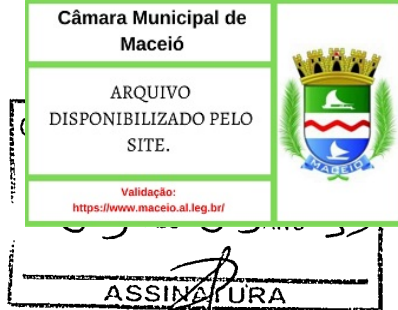 Câmara Municipal de
Maceió
ARQUIVO
DISPONIBILIZADO PELO
SITE.
Validação:
https://www.maceio.al.leg.br/
MACEIÓ
ASSINATURA